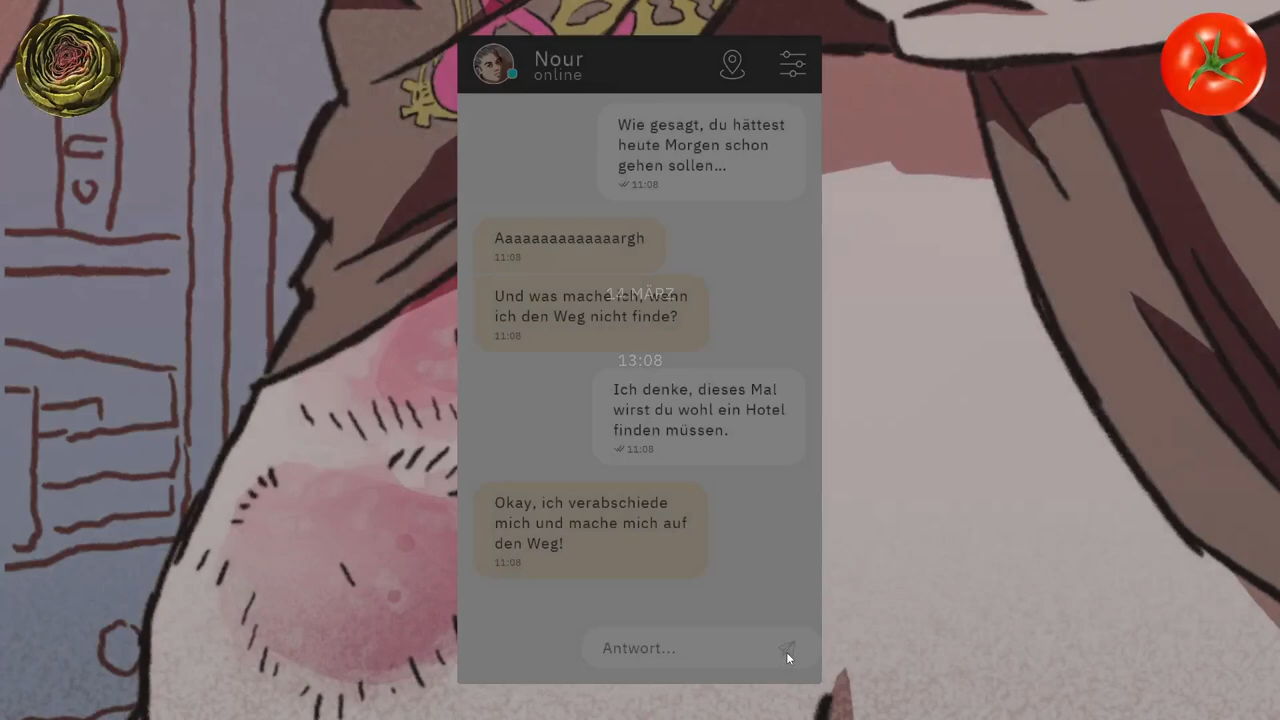 Nour
online
Wie gesagt, du hättest
heute Morgen schon
gehen sollen...
11:08
Aaaaaaaaaaaaaargh
11:08
14 MÄRZ
Und was mache ich, wenn
ich den Weg nicht finde?
11:08
13:08
Ich denke, dieses Mal
wirst du wohl ein Hotel
finden müssen.
11:08
Okay, ich verabschiede
mich und mache mich auf
den Weg!
11:08
Antwort...